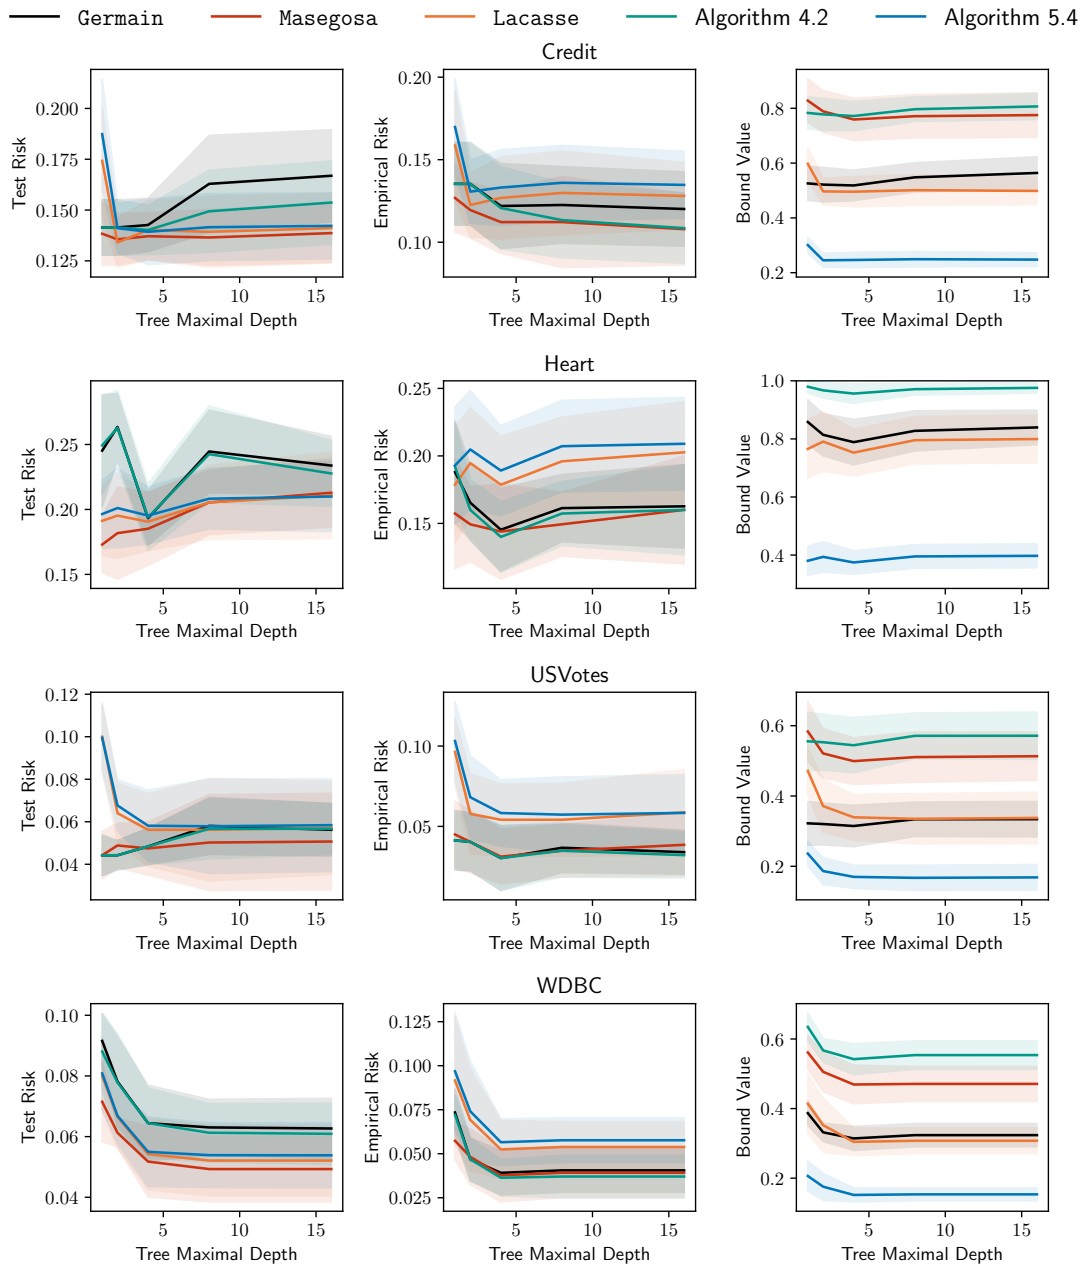 Germain Masegosa Lacasse Algorithm 4.2 Algorithm 5.4
Credit
Test Risk
0.200
0.175
0.150
0.125
5 10 15
Tree Maximal Depth
Empirical Risk
0.20
0.15
0.10
5 10 15
Tree Maximal Depth
Bound Value
0.8
0.6
0.4
0.2
5 10 15
Tree Maximal Depth
Heart
Test Risk
0.25
0.20
0.15
5 10 15
Tree Maximal Depth
Empirical Risk
0.25
0.20
0.15
5 10 15
Tree Maximal Depth
Bound Value
1.0
0.8
0.6
0.4
5 10 15
Tree Maximal Depth
USVotes
Test Risk
0.12
0.10
0.08
0.06
0.04
5 10 15
Tree Maximal Depth
Empirical Risk
0.10
0.05
5 10 15
Tree Maximal Depth
Bound Value
0.6
0.4
0.2
5 10 15
Tree Maximal Depth
WDBC
Test Risk
0.10
0.08
0.06
0.04
5 10 15
Tree Maximal Depth
Empirical Risk
0.125
0.100
0.075
0.050
0.025
5 10 15
Tree Maximal Depth
Bound Value
0.6
0.4
0.2
5 10 15
Tree Maximal Depth